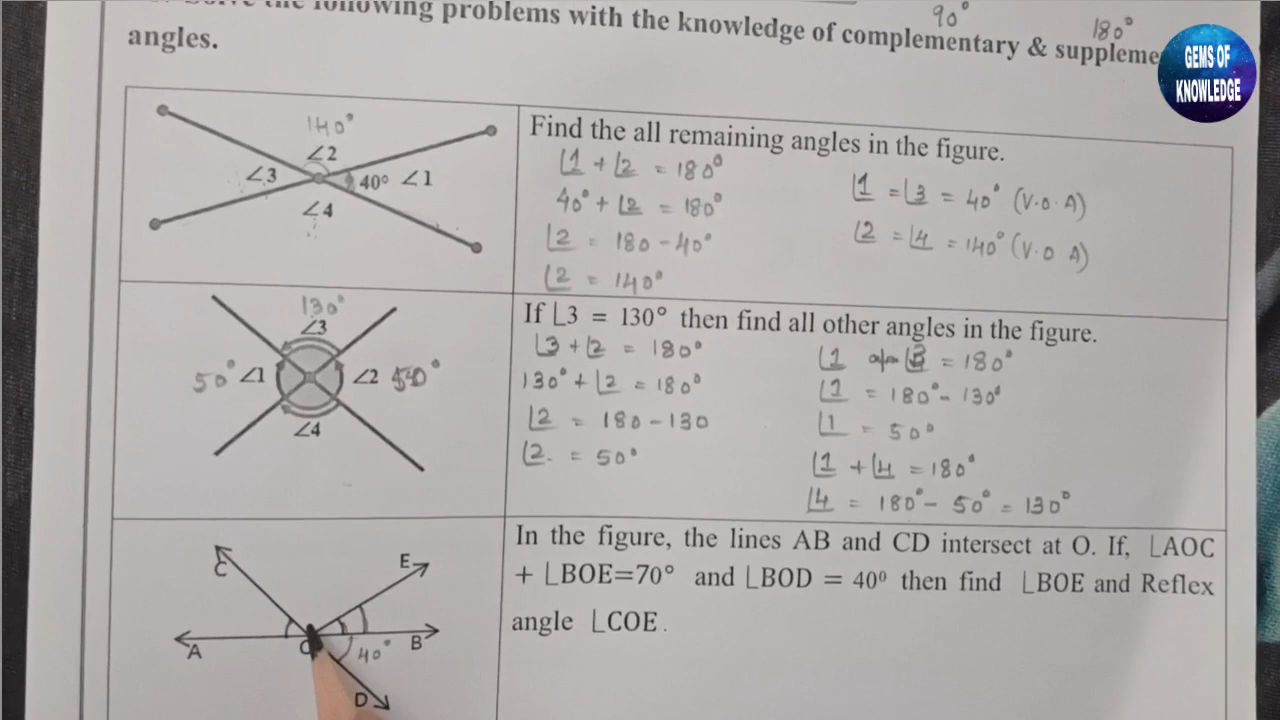 the following problems with the knowledge of complementary & suppleme
90° 180°
angles.
GEMS OF
KNOWLEDGE
140°
∠2
∠3
40° ∠1
∠4
Find the all remaining angles in the figure.
∠1 + ∠2 = 180°
40° + ∠2 = 180°
∠2 = 180 - 40°
∠2 = 140°
∠1 = ∠3 = 40° (V.O.A)
∠2 = ∠4 = 140° (V.O A)
130°
∠3
50° ∠1
∠2 50°
∠4
If ∠3 = 130° then find all other angles in the figure.
∠3 + ∠2 = 180°
130° + ∠2 = 180°
∠2 = 180 - 130
∠2. = 50°
∠1 ∠3 = 180°
∠1 = 180° - 130°
∠1 = 50°
∠1 + ∠4 = 180°
∠4 = 180° - 50° = 130°
C
E
A
O
B
40°
D
In the figure, the lines AB and CD intersect at O. If, ∠AOC
+ ∠BOE=70° and ∠BOD = 40° then find ∠BOE and Reflex
angle ∠COE.